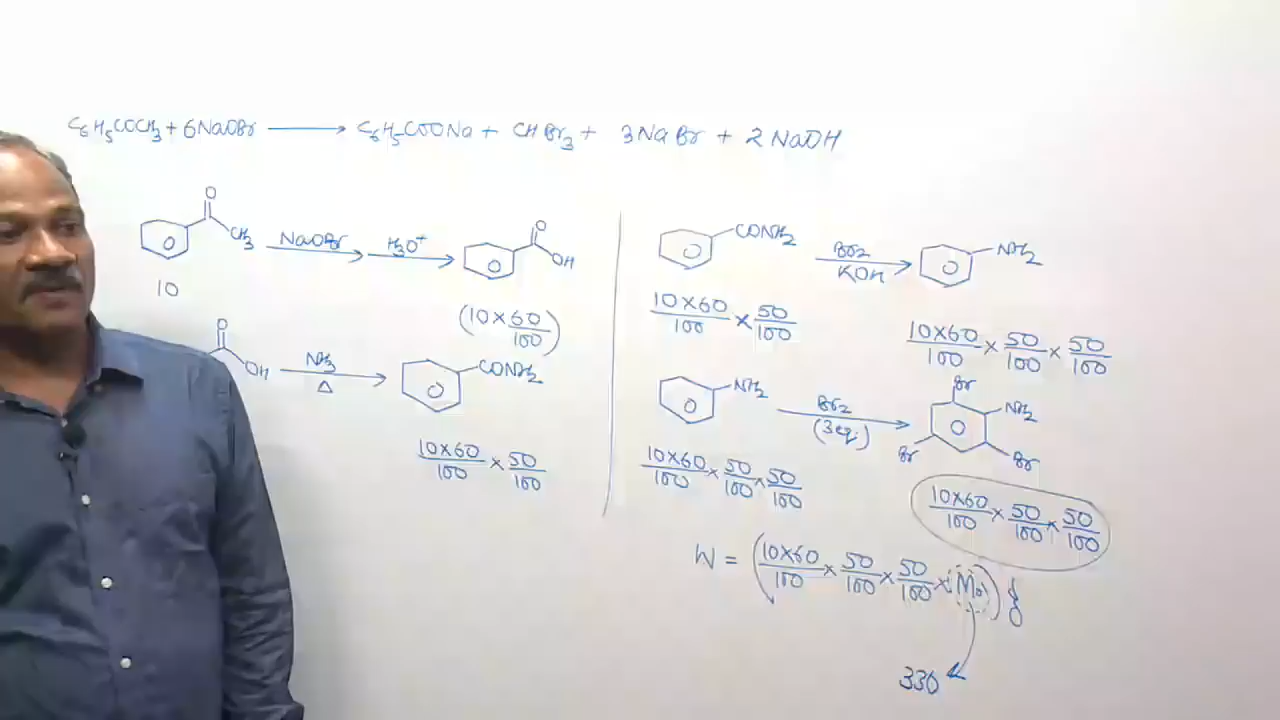 C6H5COCH3 + 6NaOBr ⟶ C6H5COONa + CHBr3 + 3NaBr + 2NaOH
O
CH3
NaOBr
H3O+
O
OH
10
(10×60/100)
O
OH
NH3
Δ
CONH2
10×60/100 × 50/100
CONH2
Br2
KOH
NH2
10×60/100 × 50/100
10×60/100 × 50/100 × 50/100
NH2
Br2
(3eq.)
Br
NH2
Br
Br
10×60/100 × 50/100 × 50/100
10×60/100 × 50/100 × 50/100
W = (10×60/100 × 50/100 × 50/100 × (M0)) g
330